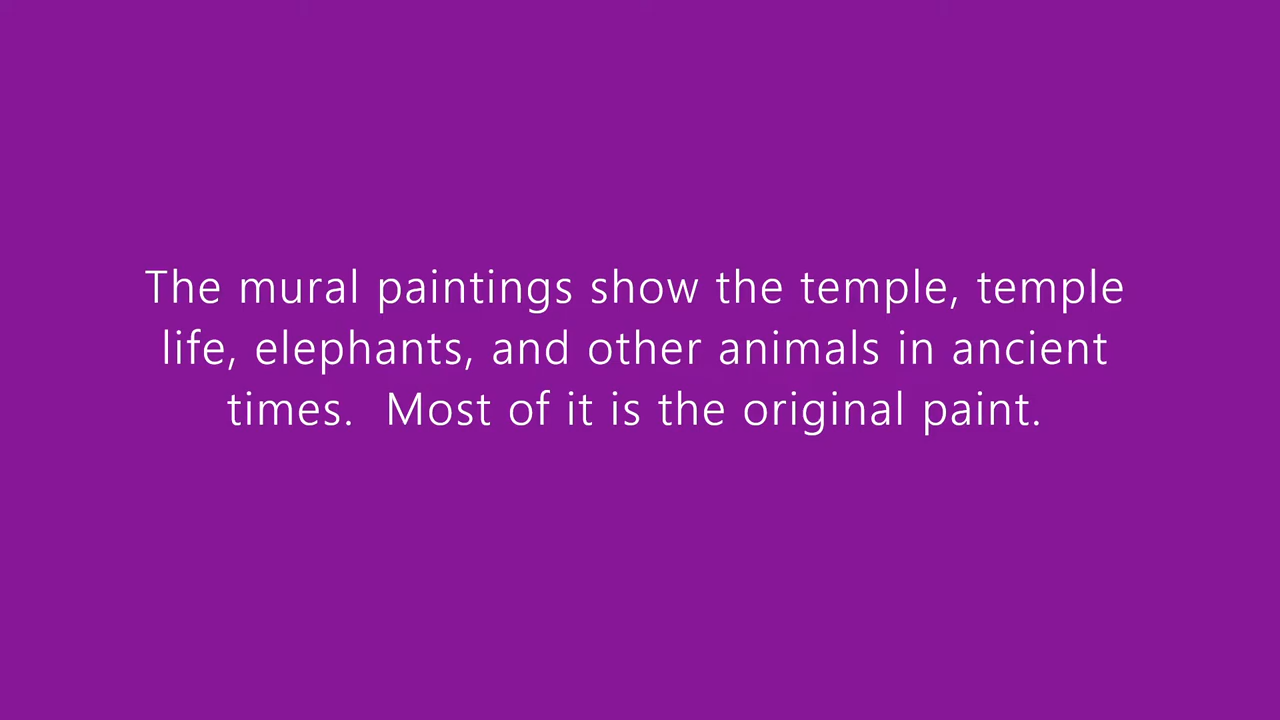 The mural paintings show the temple, temple
life, elephants, and other animals in ancient
times.  Most of it is the original paint.